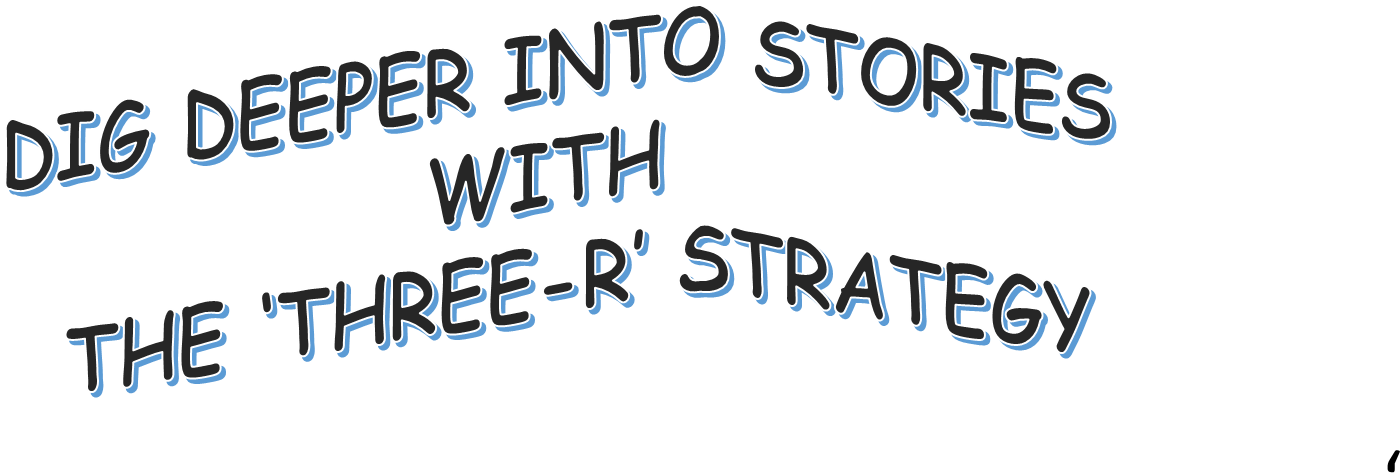 DIG DEEPER INTO STORIES
WITH
THE 'THREE-R' STRATEGY